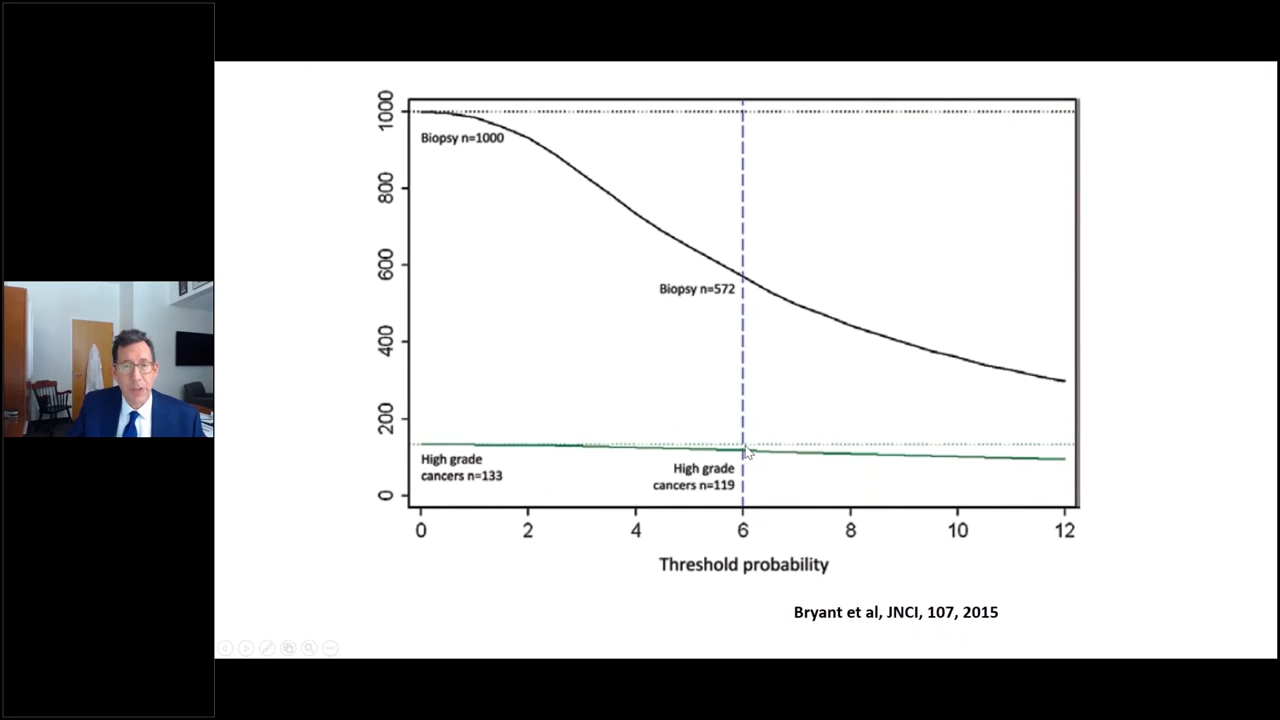 1000
800
600
400
200
0
Biopsy n=1000
Biopsy n=572
High grade
cancers n=133
High grade
cancers n=119
0 2 4 6 8 10 12
Threshold probability
Bryant et al, JNCI, 107, 2015